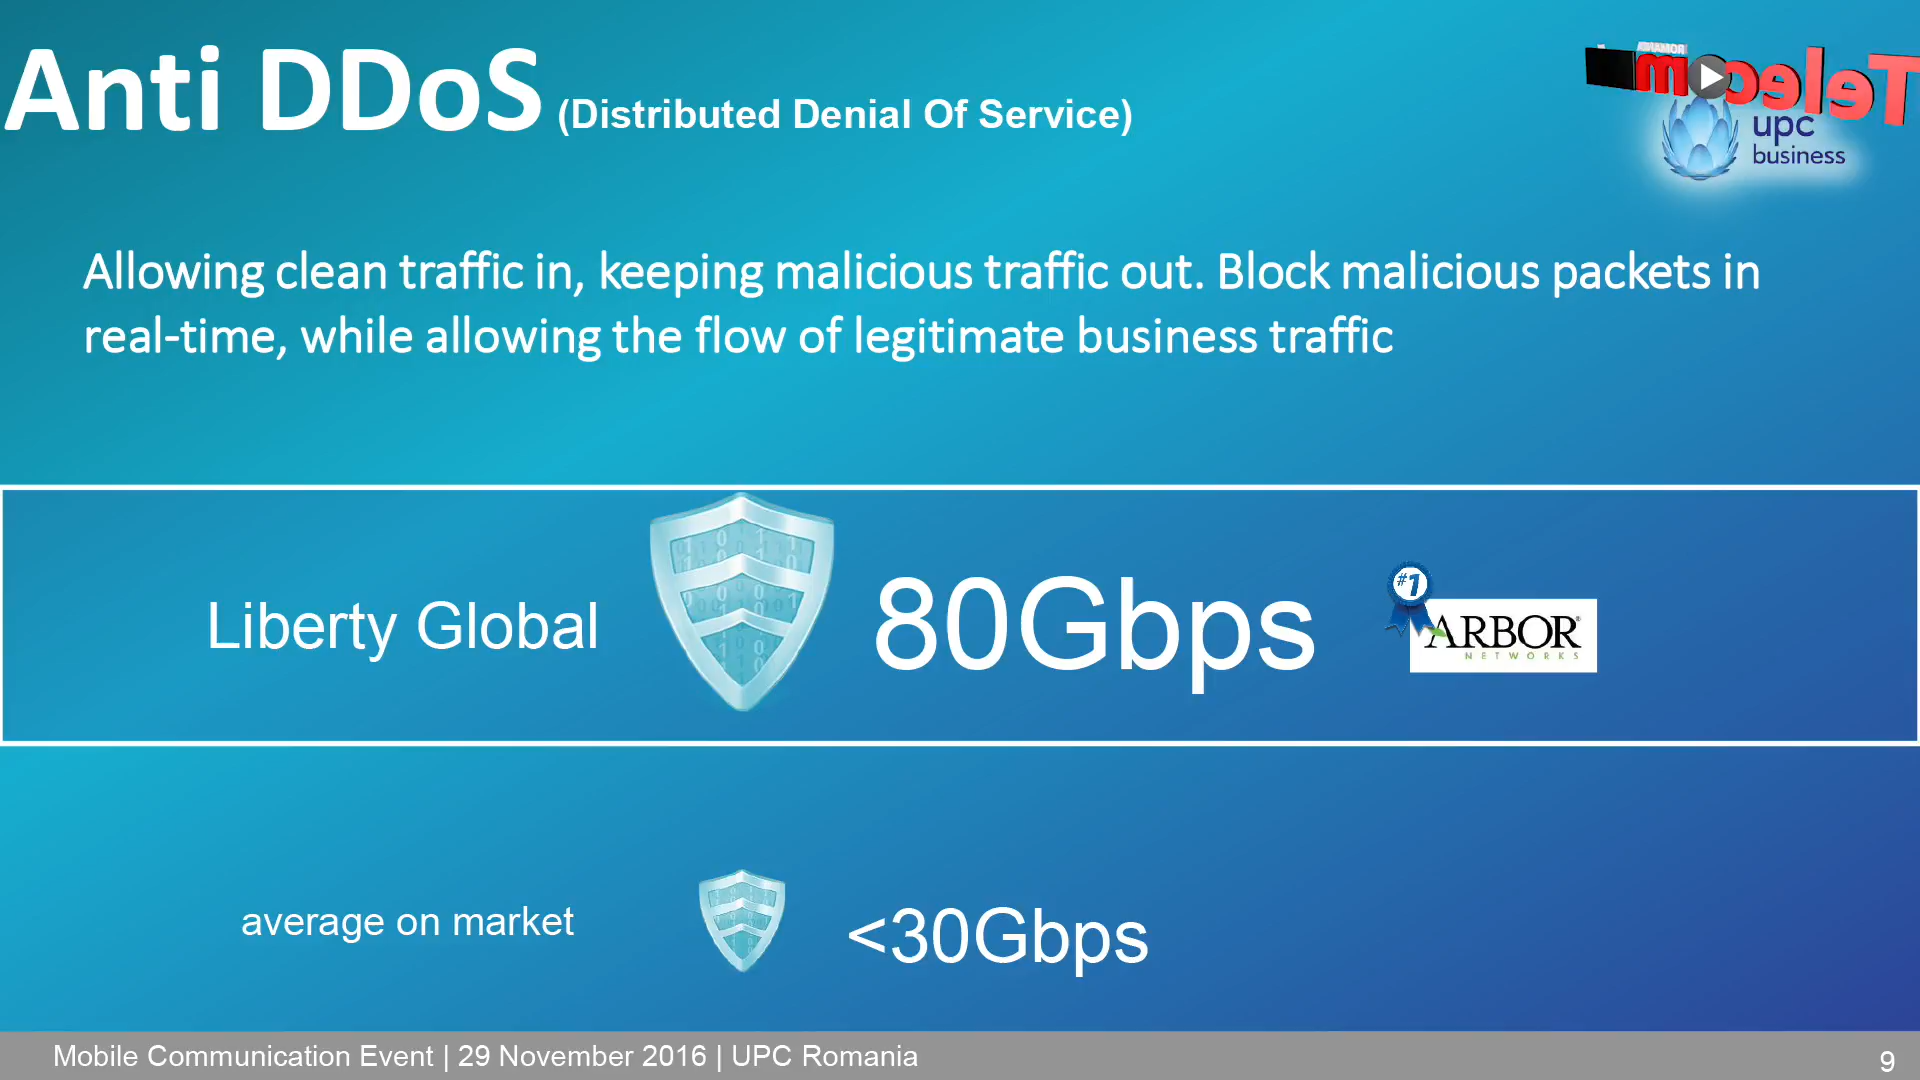 Anti DDoS (Distributed Denial Of Service)
Telecom
ROMANIA
upc
business
Allowing clean traffic in, keeping malicious traffic out. Block malicious packets in
real-time, while allowing the flow of legitimate business traffic
Liberty Global
80Gbps
#1
ARBOR
NETWORKS
average on market
<30Gbps
Mobile Communication Event | 29 November 2016 | UPC Romania
9